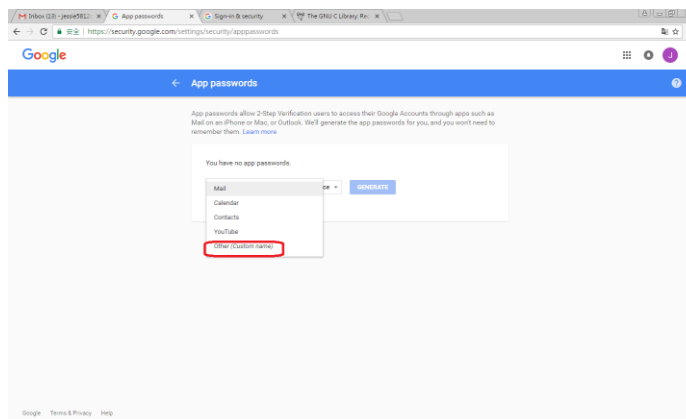 Inbox (13) - jessie5812
G App passwords
G Sign-in & security
The GNU C Library: Re
安全 | https://security.google.com/settings/security/apppasswords
Google
J
← App passwords
App passwords allow 2-Step Verification users to access their Google Accounts through apps such as
Mail on an iPhone or Mac, or Outlook. We'll generate the app passwords for you, and you won't need to
remember them. Learn more
You have no app passwords.
Mail
ce
GENERATE
Calendar
Contacts
YouTube
Other (Custom name)
Google Terms & Privacy Help